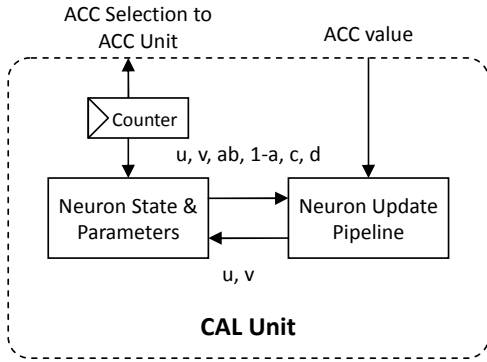 ACC Selection to
ACC Unit
ACC value
Counter
u, v, ab, 1-a, c, d
Neuron State &
Parameters
Neuron Update
Pipeline
u, v
CAL Unit